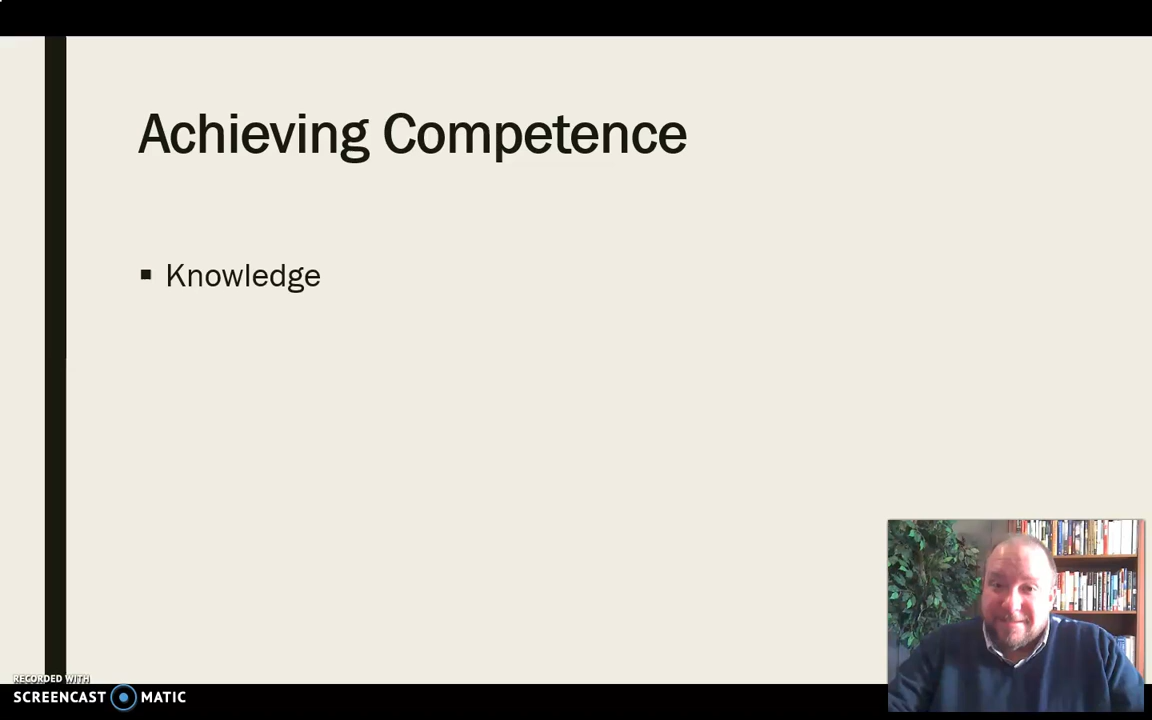 Achieving Competence
▪ Knowledge
RECORDED WITH
SCREENCAST MATIC